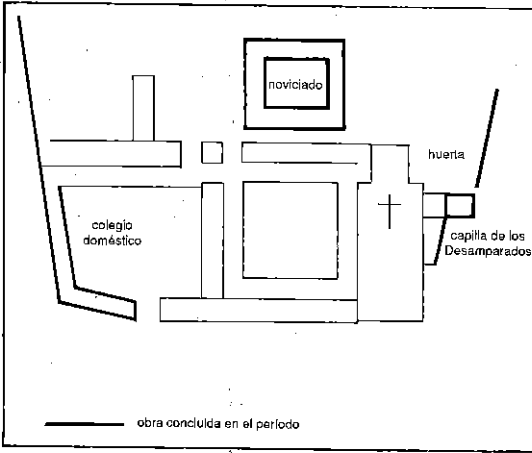 noviciado
huerta
colegio
doméstico
capilla de los
Desamparados
obra concluida en el período